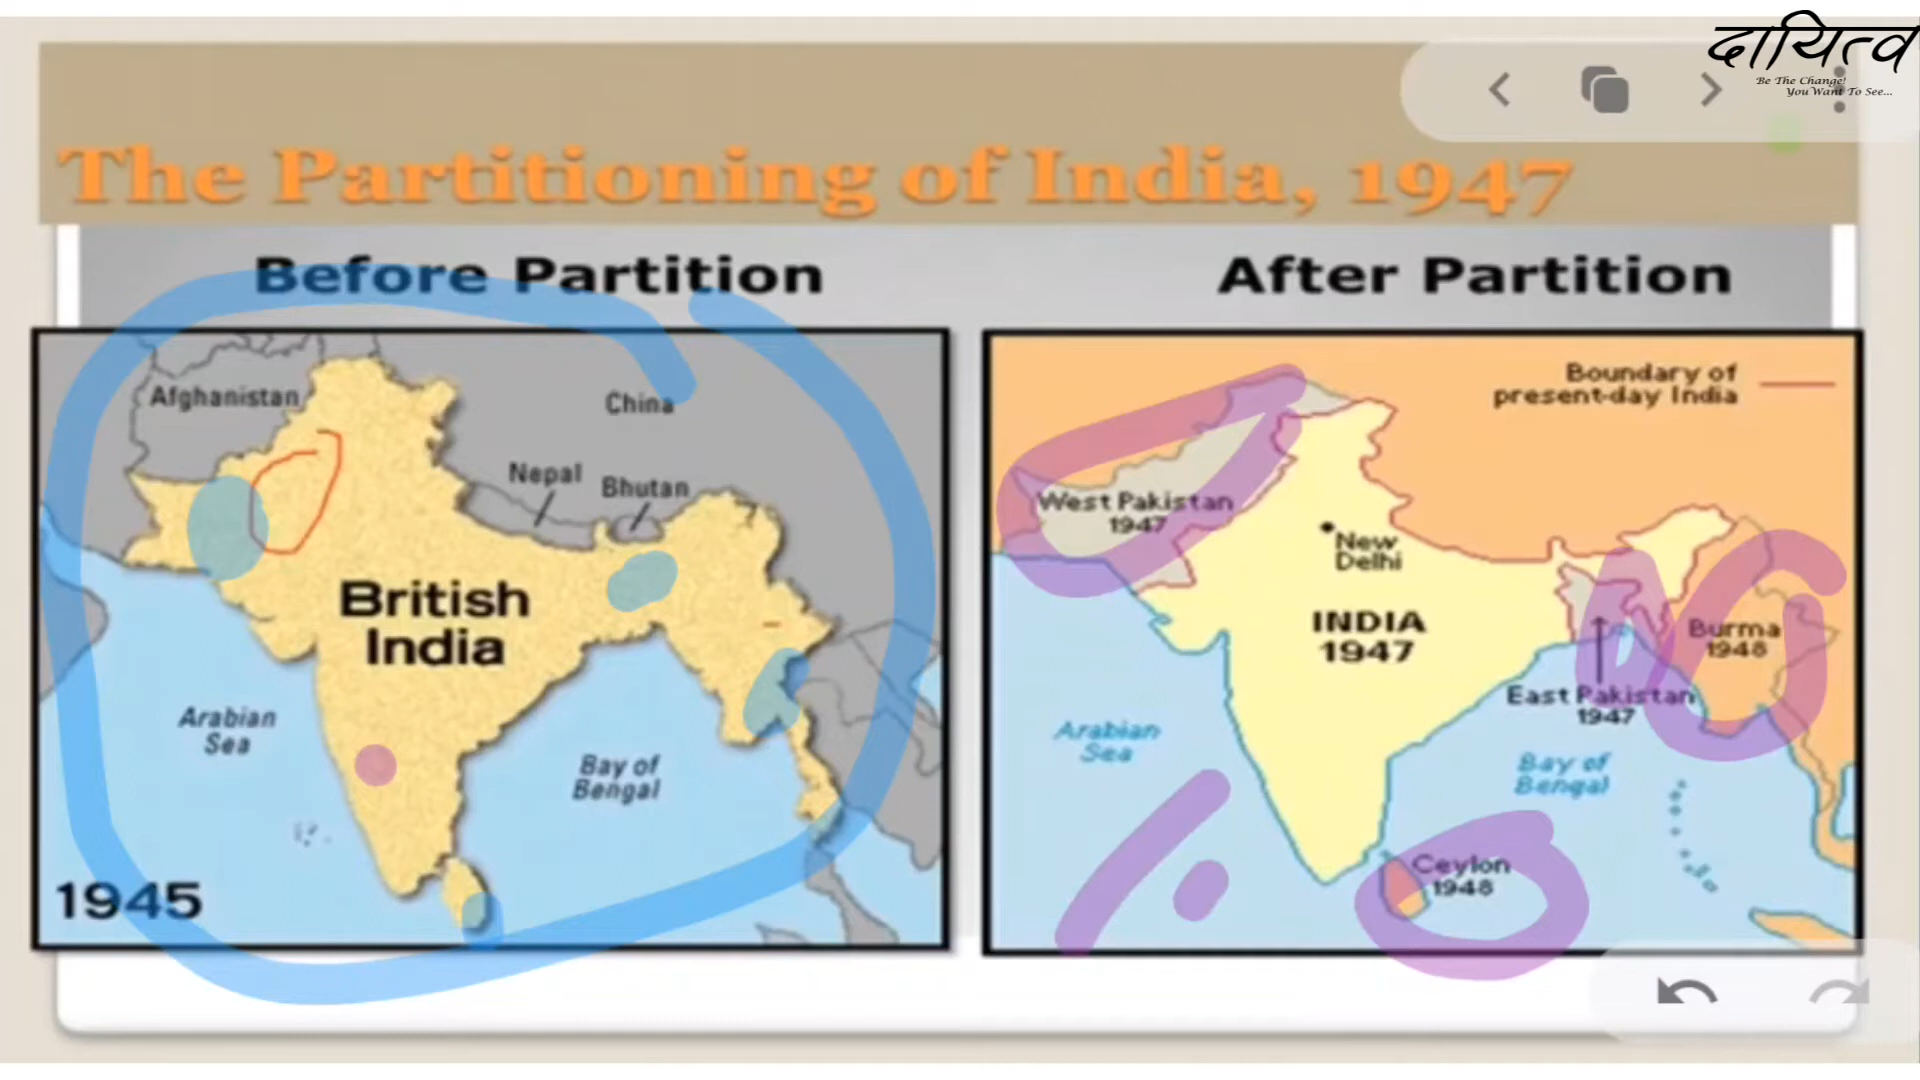 दायित्व
Be The Change!
You Want To See...
The Partitioning of India, 1947
Before Partition
After Partition
Afghanistan
China
Nepal
Bhutan
British
India
Arabian
Sea
Bay of
Bengal
1945
Boundary of
present-day India
West Pakistan
1947
New
Delhi
INDIA
1947
Burma
1948
East Pakistan
1947
Arabian
Sea
Bay of
Bengal
Ceylon
1948